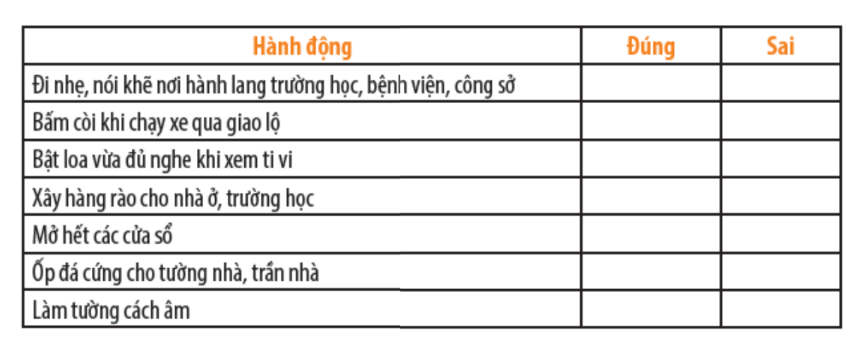 Hành động Đúng Sai
Đi nhẹ, nói khẽ nơi hành lang trường học, bệnh viện, công sở
Bấm còi khi chạy xe qua giao lộ
Bật loa vừa đủ nghe khi xem ti vi
Xây hàng rào cho nhà ở, trường học
Mở hết các cửa sổ
Ốp đá cứng cho tường nhà, trần nhà
Làm tường cách âm